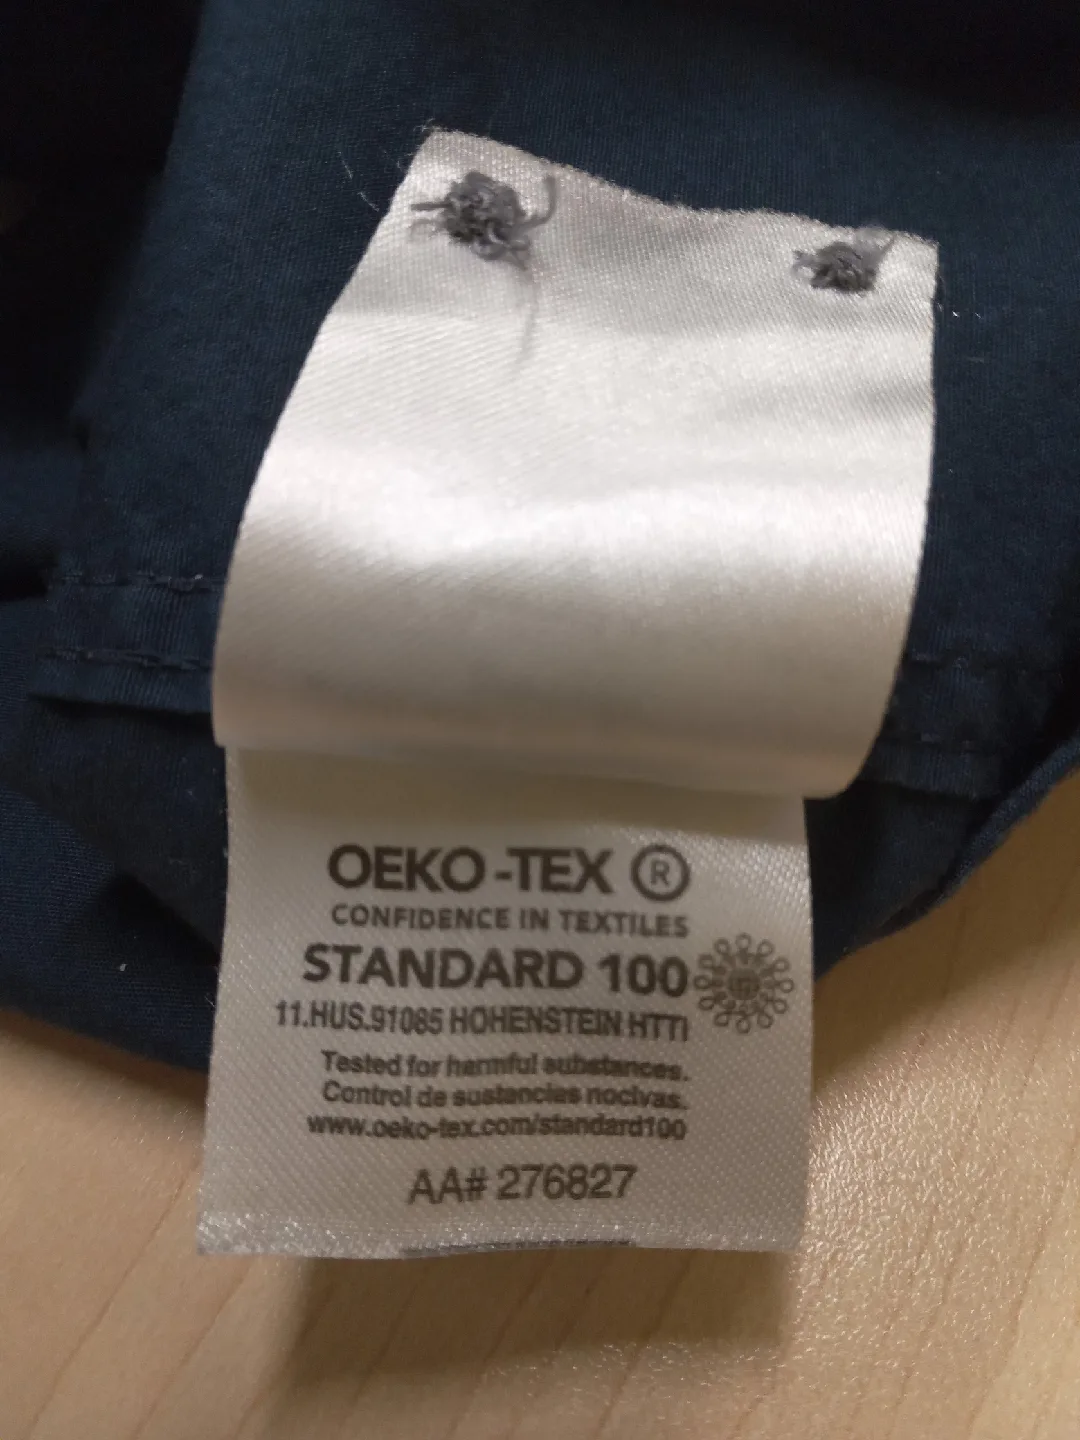 OEKO-TEX ®
CONFIDENCE IN TEXTILES
STANDARD 100
11.HUS.91085 HOHENSTEIN HTTI
Tested for harmful substances.
Control de sustancias nocivas.
www.oeko-tex.com/standard100
AA# 276827